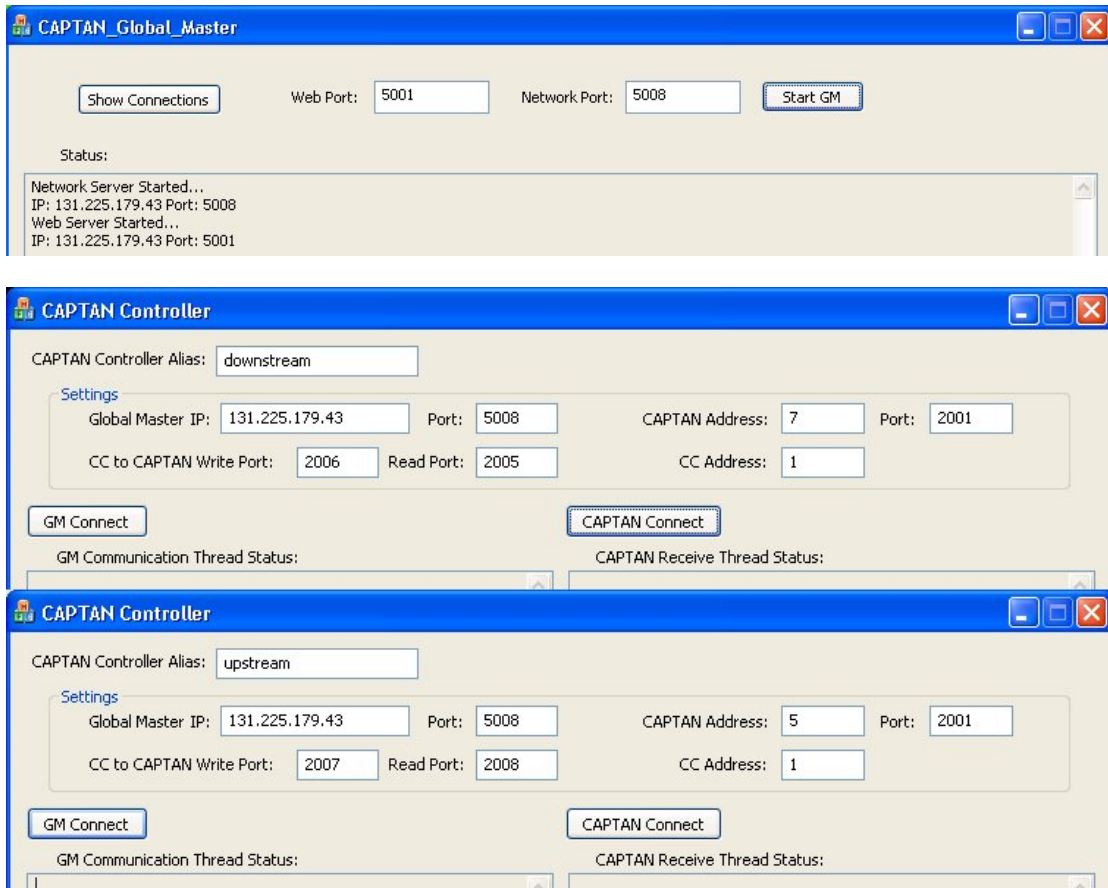 CAPTAN_Global_Master
Show Connections Web Port: 5001 Network Port: 5008 Start GM
Status:
Network Server Started...
IP: 131.225.179.43 Port: 5008
Web Server Started...
IP: 131.225.179.43 Port: 5001
CAPTAN Controller
CAPTAN Controller Alias: downstream
Settings
Global Master IP: 131.225.179.43 Port: 5008 CAPTAN Address: 7 Port: 2001
CC to CAPTAN Write Port: 2006 Read Port: 2005 CC Address: 1
GM Connect CAPTAN Connect
GM Communication Thread Status: CAPTAN Receive Thread Status:
CAPTAN Controller
CAPTAN Controller Alias: upstream
Settings
Global Master IP: 131.225.179.43 Port: 5008 CAPTAN Address: 5 Port: 2001
CC to CAPTAN Write Port: 2007 Read Port: 2008 CC Address: 1
GM Connect CAPTAN Connect
GM Communication Thread Status: CAPTAN Receive Thread Status: